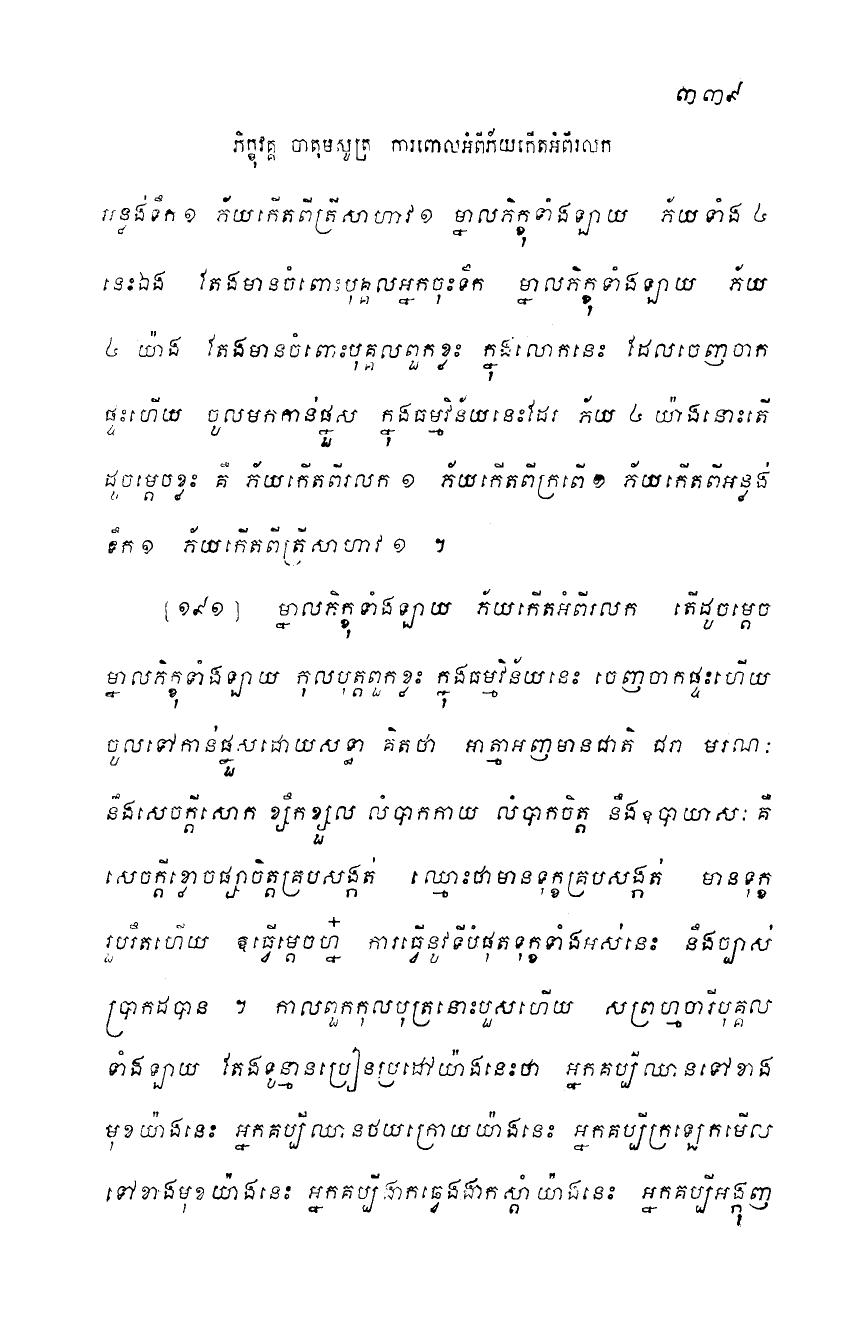 ៣៣៩
ភិក្ខុវគ្គ ចាតុមសូត្រ ការពោលអំពីភ័យកើតអំពីរលក
អន្លង់ទឹក ១ ភ័យកើតពីត្រីសាហាវ ១ ម្នាលភិក្ខុទាំងឡាយ ភ័យទាំង ៤
នេះឯង តែងមានចំពោះបុគ្គលអ្នកចុះទឹក ម្នាលភិក្ខុទាំងឡាយ ភ័យ
៤ យ៉ាង តែងមានចំពោះបុគ្គលពួកខ្លះ ក្នុងលោកនេះ ដែលចេញចាក
ផ្ទះហើយ ចូលមកកាន់ផ្នួស ក្នុងធម្មវិន័យនេះដែរ ភ័យ ៤ យ៉ាងនោះតើ
ដូចម្តេចខ្លះ គឺ ភ័យកើតពីរលក ១ ភ័យកើតពីក្រពើ ១ ភ័យកើតពីអន្លង់
ទឹក ១ ភ័យកើតពីត្រីសាហាវ ១ ។
[១៩១] ម្នាលភិក្ខុទាំងឡាយ ភ័យកើតអំពីរលក តើដូចម្តេច
ម្នាលភិក្ខុទាំងឡាយ កុលបុត្តពួកខ្លះ ក្នុងធម្មវិន័យនេះ ចេញចាកផ្ទះហើយ
ចូលទៅកាន់ផ្នួសដោយសទ្ធា គិតថា អាត្មាអញមានជាតិ ជរា មរណៈ
នឹងសេចក្តីសោក ខ្សឹកខ្សួល លំបាកកាយ លំបាកចិត្ត នឹងឧបាយាសៈ គឺ
សេចក្តីខ្ទោចផ្សាចិត្តគ្របសង្កត់ ឈ្មោះថាមានទុក្ខគ្របសង្កត់ មានទុក្ខ
រួបរឹតហើយ ឧធ្វើម្តេចហ្ន៎ ការធ្វើនូវទីបំផុតទុក្ខទាំងអស់នេះ នឹងច្បាស់
ប្រាកដបាន ។ កាលពួកកុលបុត្រនោះបួសហើយ សព្រហ្មចារីបុគ្គល
ទាំងឡាយ តែងទូន្មានប្រៀនប្រដៅយ៉ាងនេះថា អ្នកគប្បីឈានទៅខាង
មុខយ៉ាងនេះ អ្នកគប្បីឈានថយក្រោយយ៉ាងនេះ អ្នកគប្បីក្រឡេកមើល
ទៅខាងមុខយ៉ាងនេះ អ្នកគប្បីងាកឆ្វេងងាកស្តាំ យ៉ាងនេះ អ្នកគប្បីអង្គុញ